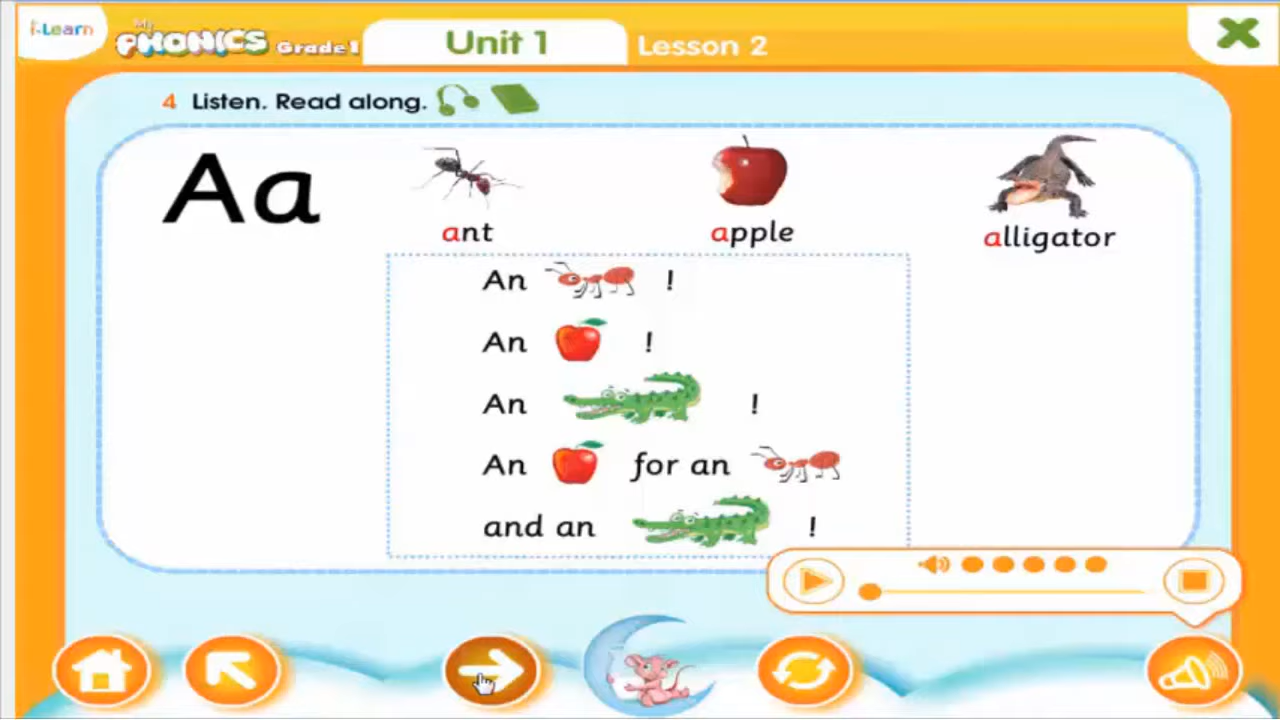 i-Learn
My
PHONICS Grade 1
Unit 1
Lesson 2
4 Listen. Read along.
Aa
ant
apple
alligator
An !
An !
An !
An for an
and an !